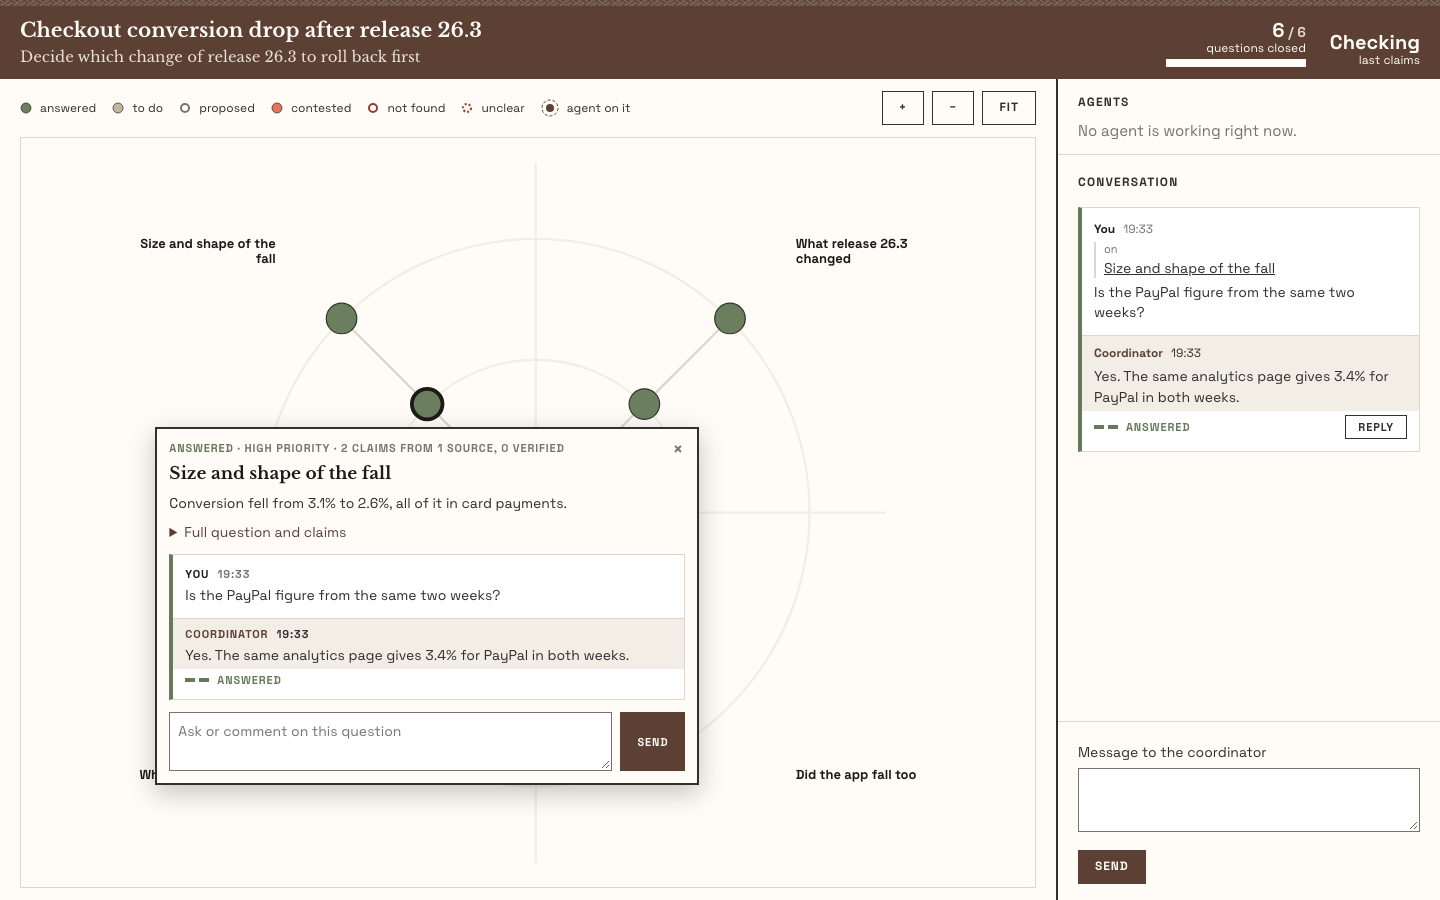 Checkout conversion drop after release 26.3
Decide which change of release 26.3 to roll back first
6 / 6
questions closed
Checking
last claims
answered
to do
proposed
contested
not found
unclear
agent on it
+
−
FIT
Size and shape of the
fall
What release 26.3
changed
ANSWERED · HIGH PRIORITY · 2 CLAIMS FROM 1 SOURCE, 0 VERIFIED
×
Size and shape of the fall
Conversion fell from 3.1% to 2.6%, all of it in card payments.
Full question and claims
YOU 19:33
Is the PayPal figure from the same two weeks?
COORDINATOR 19:33
Yes. The same analytics page gives 3.4% for PayPal in both weeks.
ANSWERED
Ask or comment on this question
SEND
Did the app fall too
AGENTS
No agent is working right now.
CONVERSATION
You 19:33
on
Size and shape of the fall
Is the PayPal figure from the same two
weeks?
Coordinator 19:33
Yes. The same analytics page gives 3.4% for
PayPal in both weeks.
ANSWERED
REPLY
Message to the coordinator
SEND